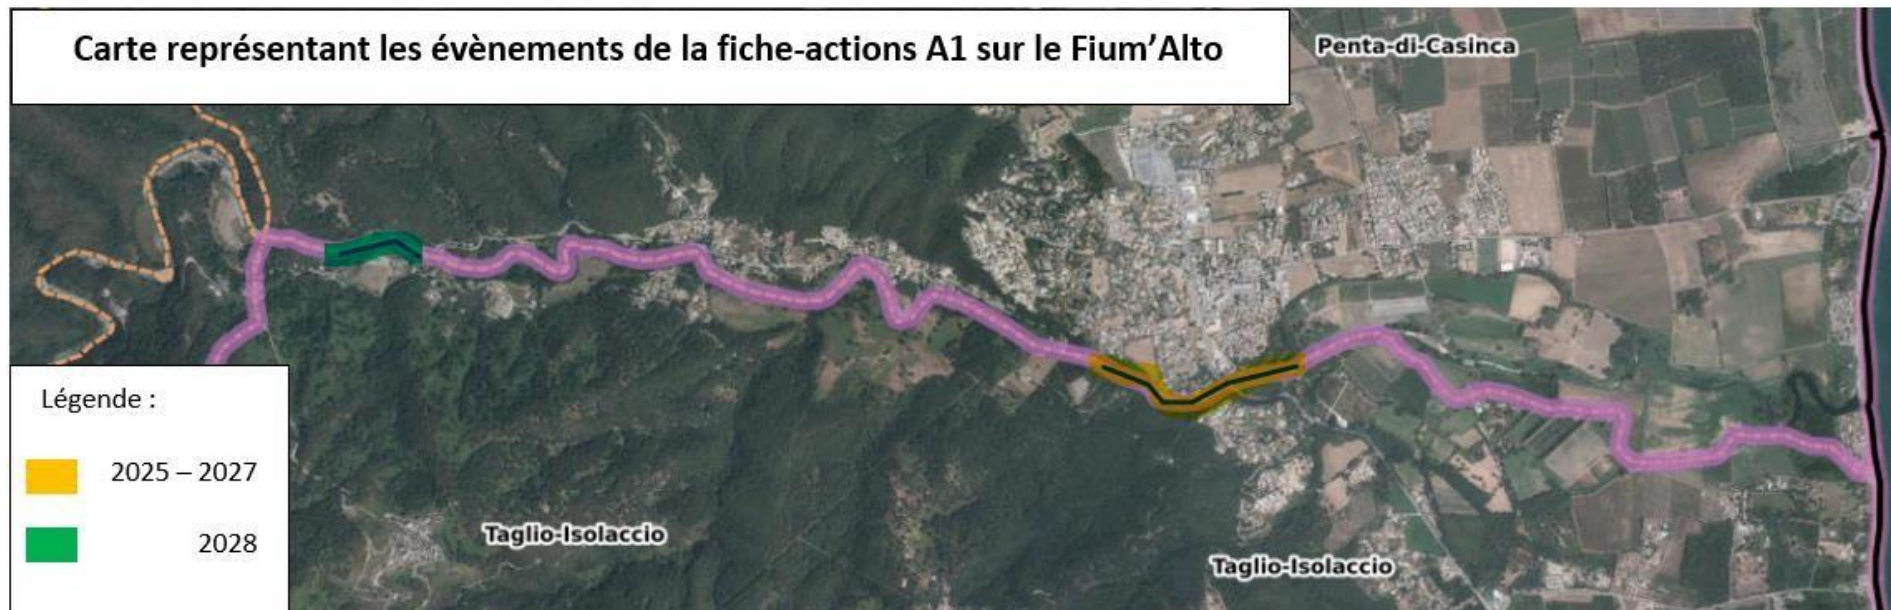 Carte représentant les évènements de la fiche-actions A1 sur le Fium’Alto
Penta-di-Casinca
Légende :
2025 – 2027
2028
Taglio-Isolaccio
Taglio-Isolaccio